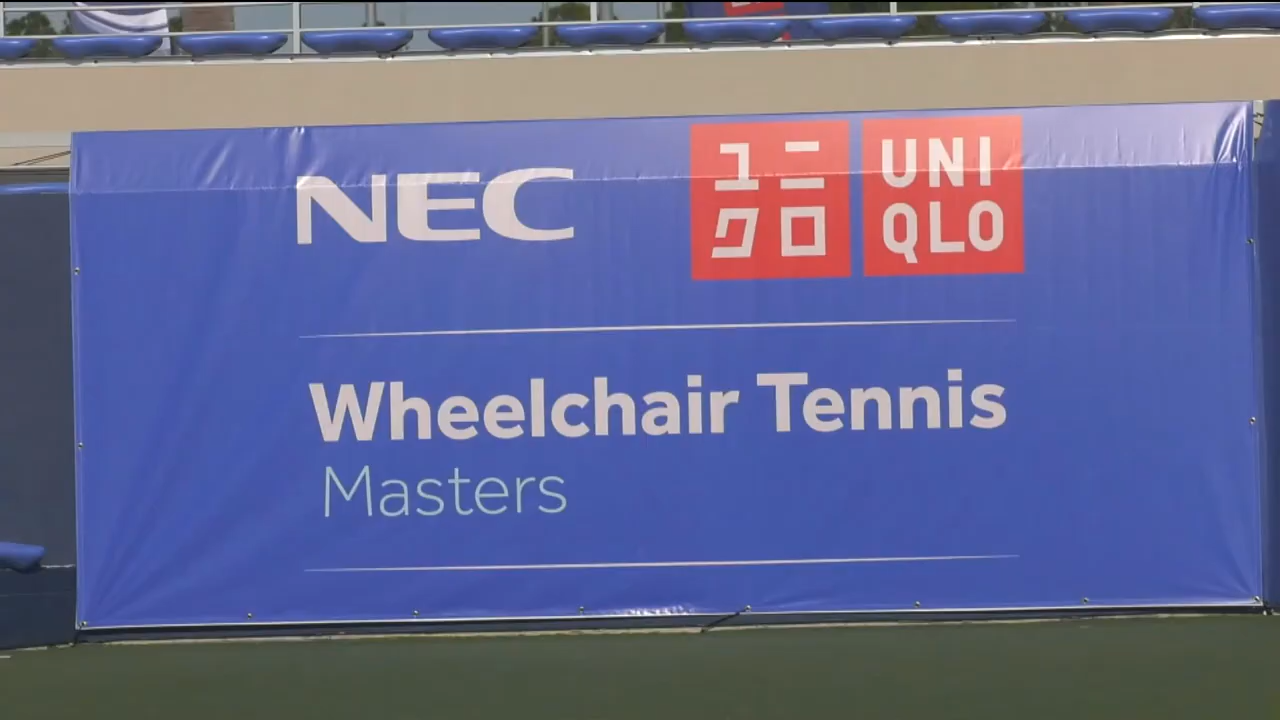 NEC
ユニ
クロ
UNI
QLO
Wheelchair Tennis
Masters